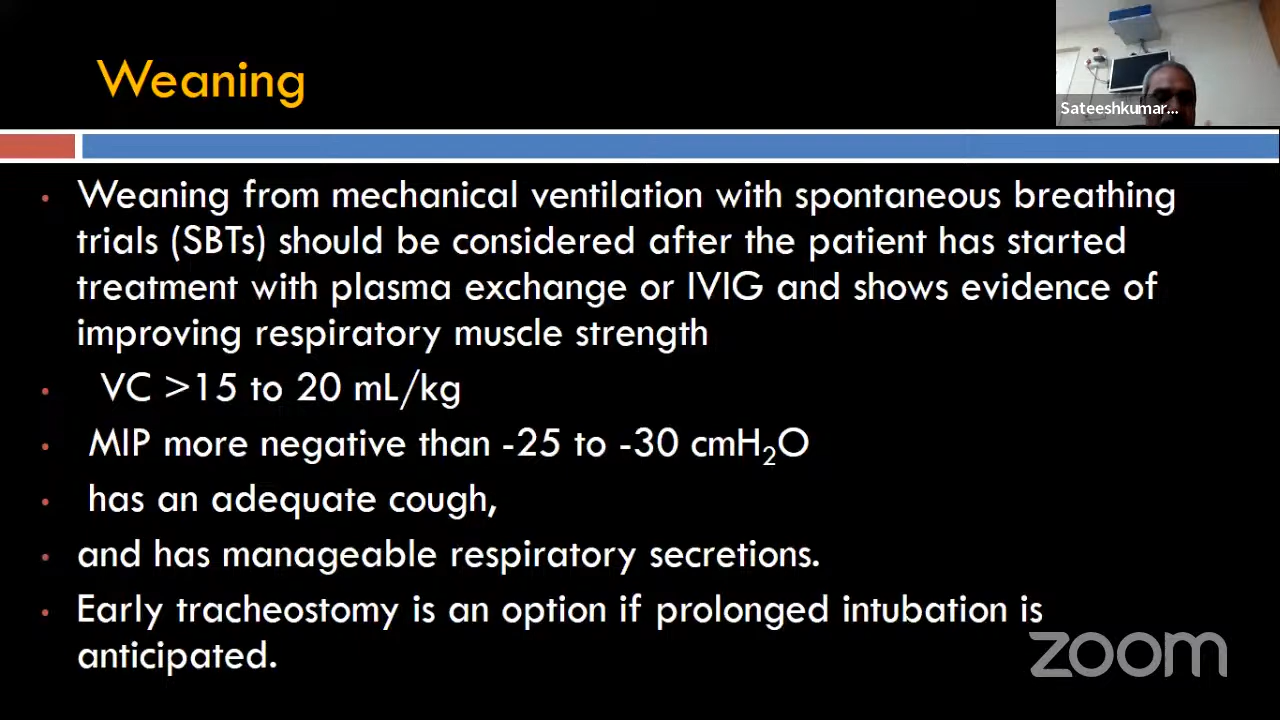 Weaning
Sateeshkumar...
• Weaning from mechanical ventilation with spontaneous breathing
trials (SBTs) should be considered after the patient has started
treatment with plasma exchange or IVIG and shows evidence of
improving respiratory muscle strength
• VC >15 to 20 mL/kg
• MIP more negative than -25 to -30 cmH₂O
• has an adequate cough,
• and has manageable respiratory secretions.
• Early tracheostomy is an option if prolonged intubation is
anticipated.
zoom